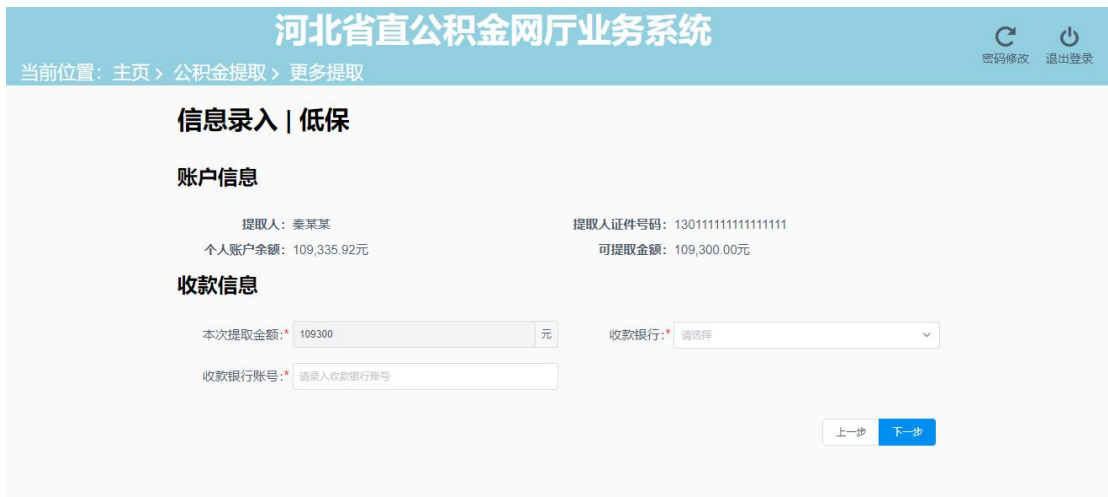 河北省直公积金网厅业务系统
密码修改 退出登录
当前位置：主页 > 公积金提取 > 更多提取
信息录入 | 低保
账户信息
提取人：秦某某 提取人证件号码：130111111111111111
个人账户余额：109,335.92元 可提取金额：109,300.00元
收款信息
本次提取金额:* 109300 元 收款银行:* 请选择
收款银行账号:* 请录入收款银行账号
上一步 下一步